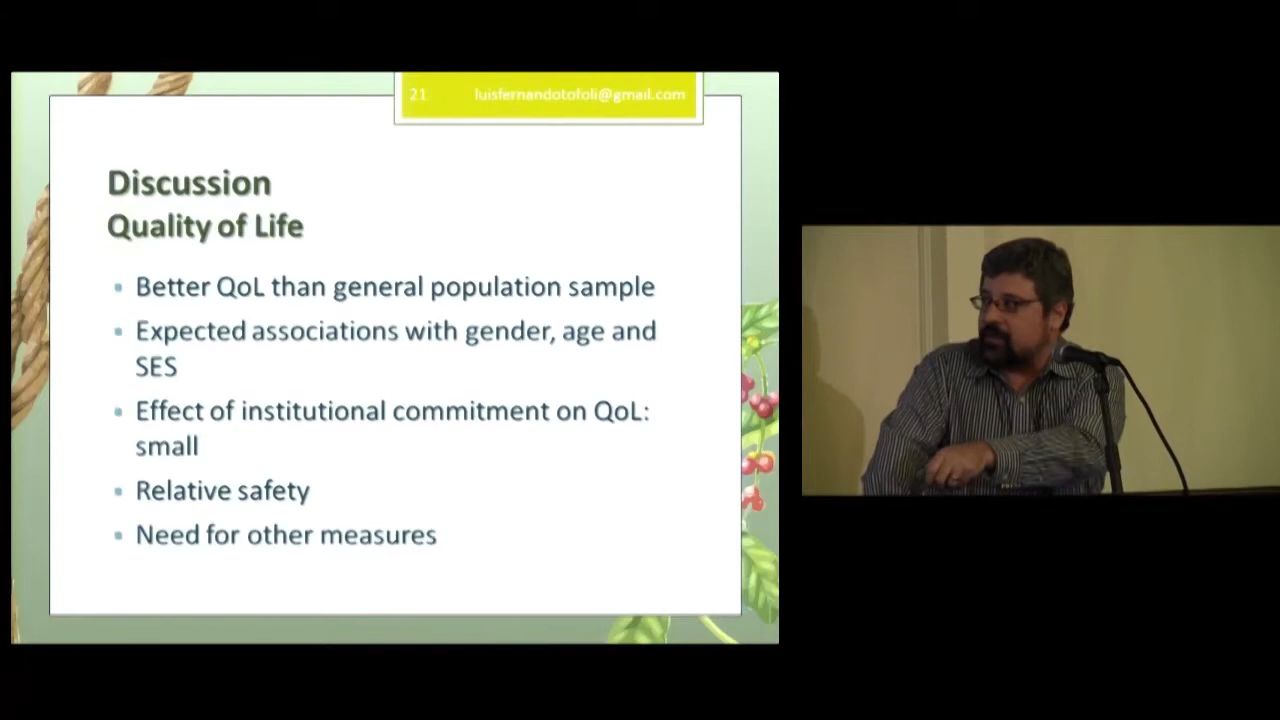 21 luisfernandotofoli@gmail.com
Discussion
Quality of Life
Better QoL than general population sample
Expected associations with gender, age and
SES
Effect of institutional commitment on QoL:
small
Relative safety
Need for other measures